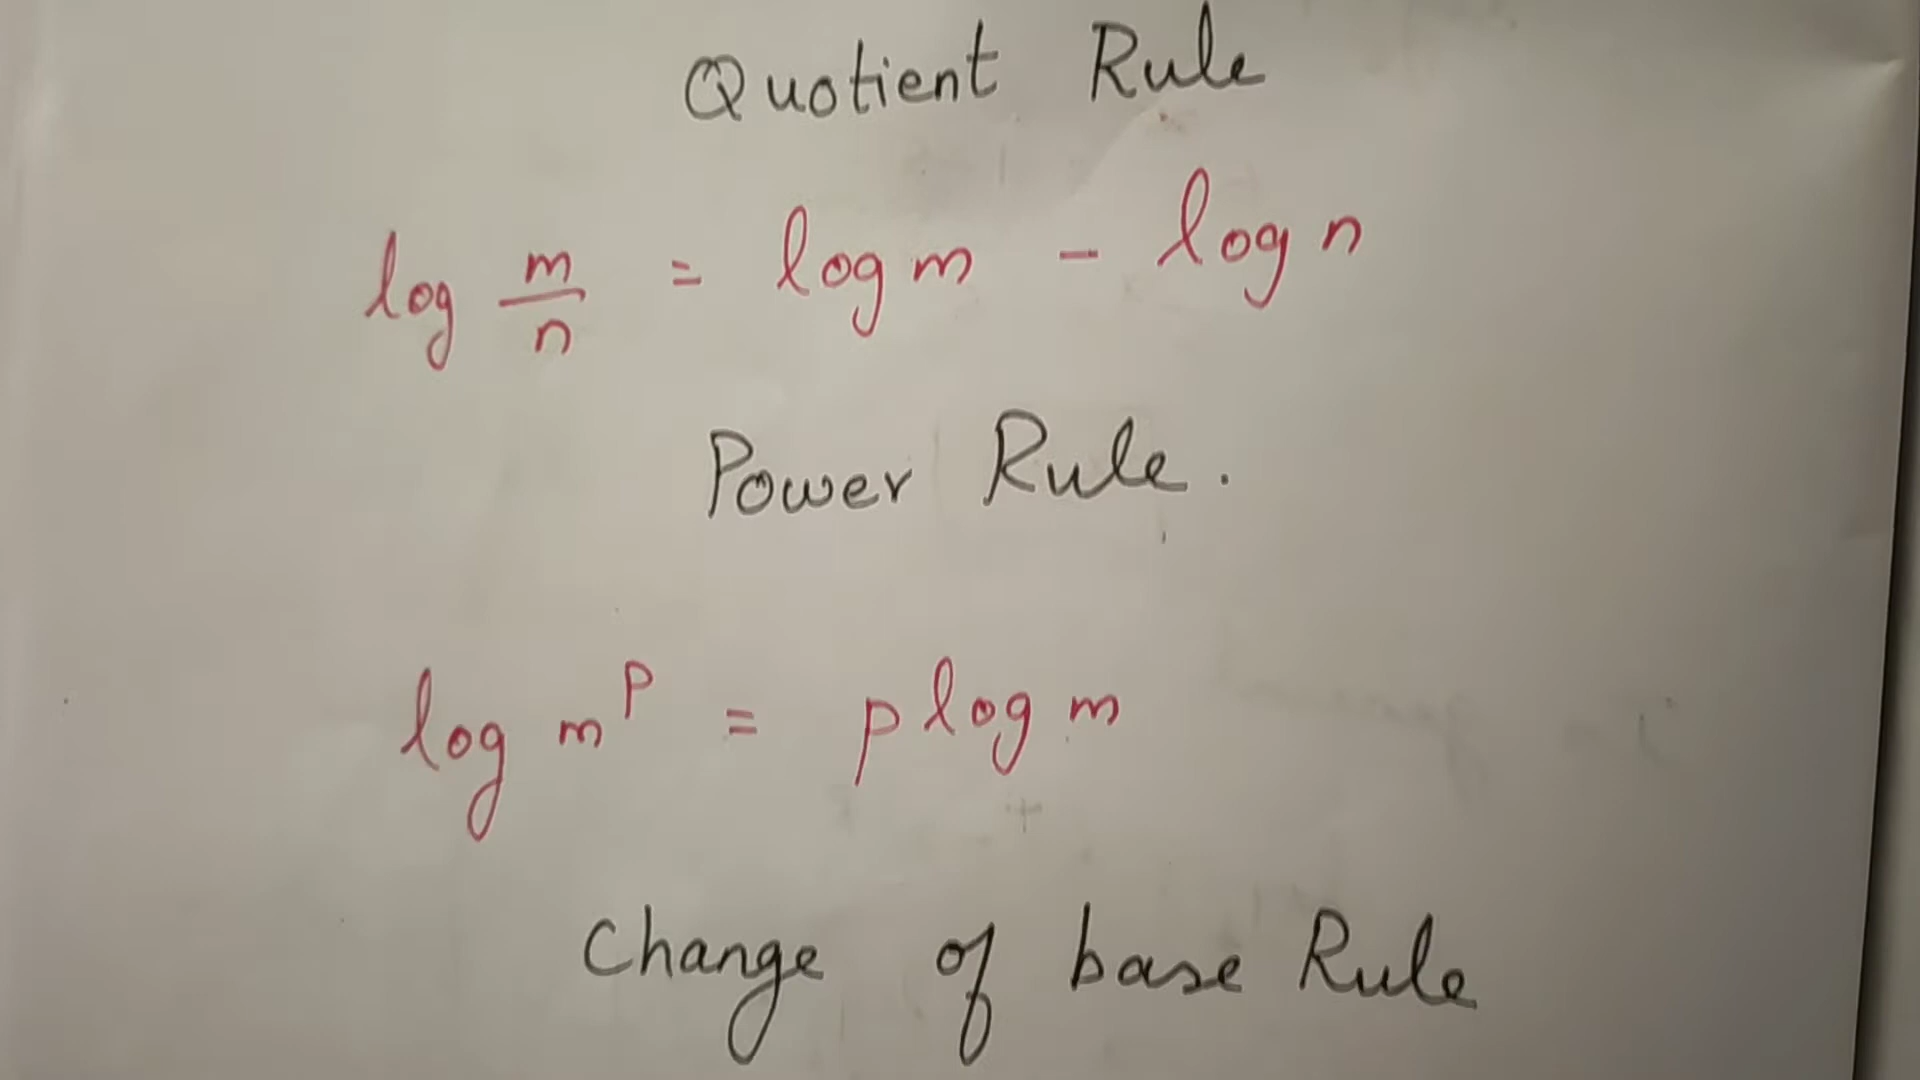 Quotient Rule
log m/n = log m - log n
Power Rule.
log m^p = p log m
Change of base Rule